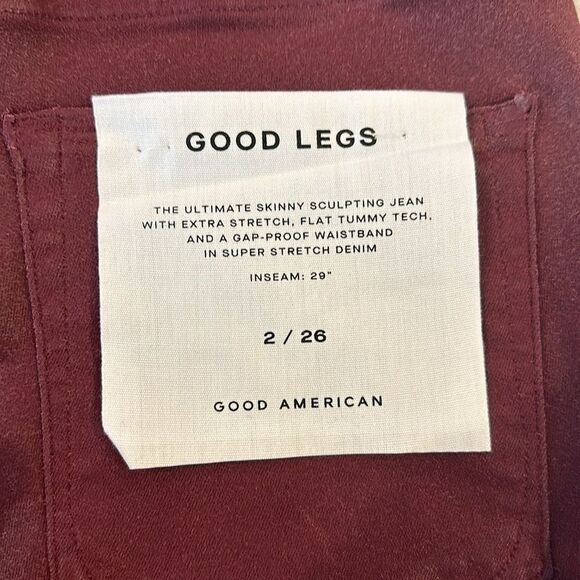 GOOD LEGS
THE ULTIMATE SKINNY SCULPTING JEAN
WITH EXTRA STRETCH, FLAT TUMMY TECH,
AND A GAP-PROOF WAISTBAND
IN SUPER STRETCH DENIM
INSEAM: 29"
2 / 26
GOOD AMERICAN